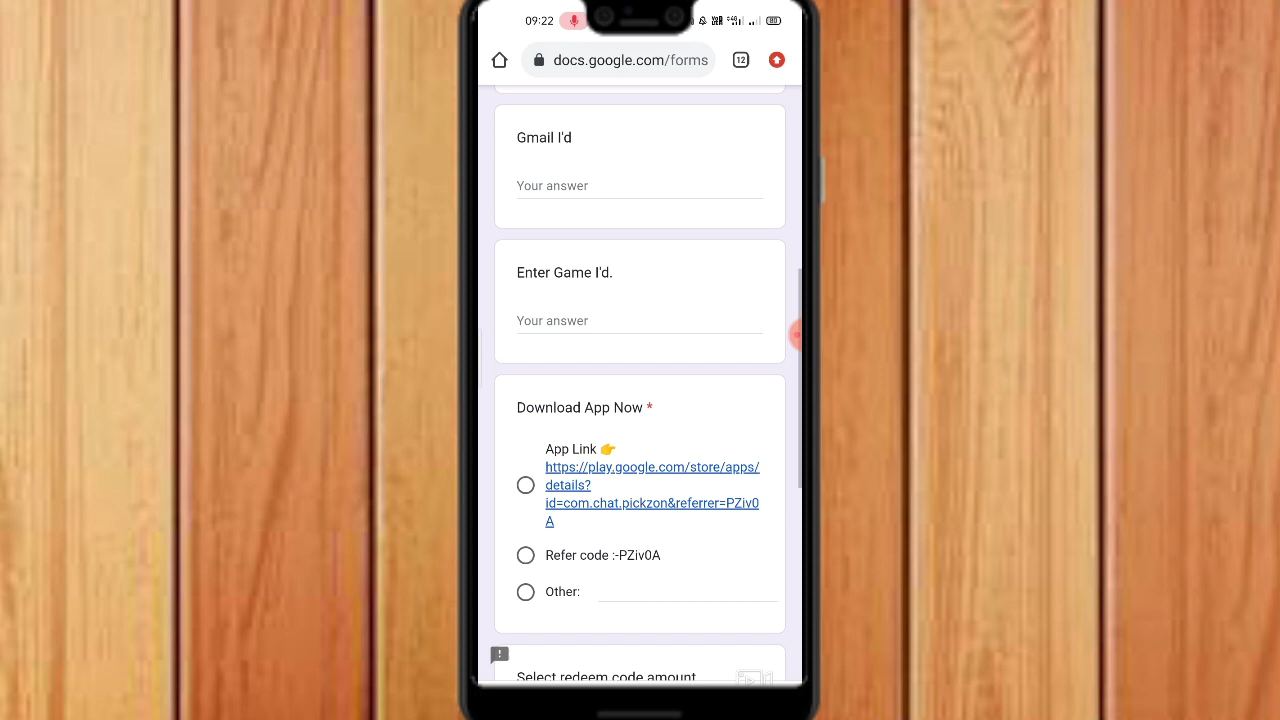 09:22
docs.google.com/forms
12
Gmail I'd
Your answer
Enter Game I'd.
Your answer
Download App Now *
App Link 👉
https://play.google.com/store/apps/
details?
id=com.chat.pickzon&referrer=PZiv0
A
Refer code :-PZiv0A
Other:
Select redeem code amount